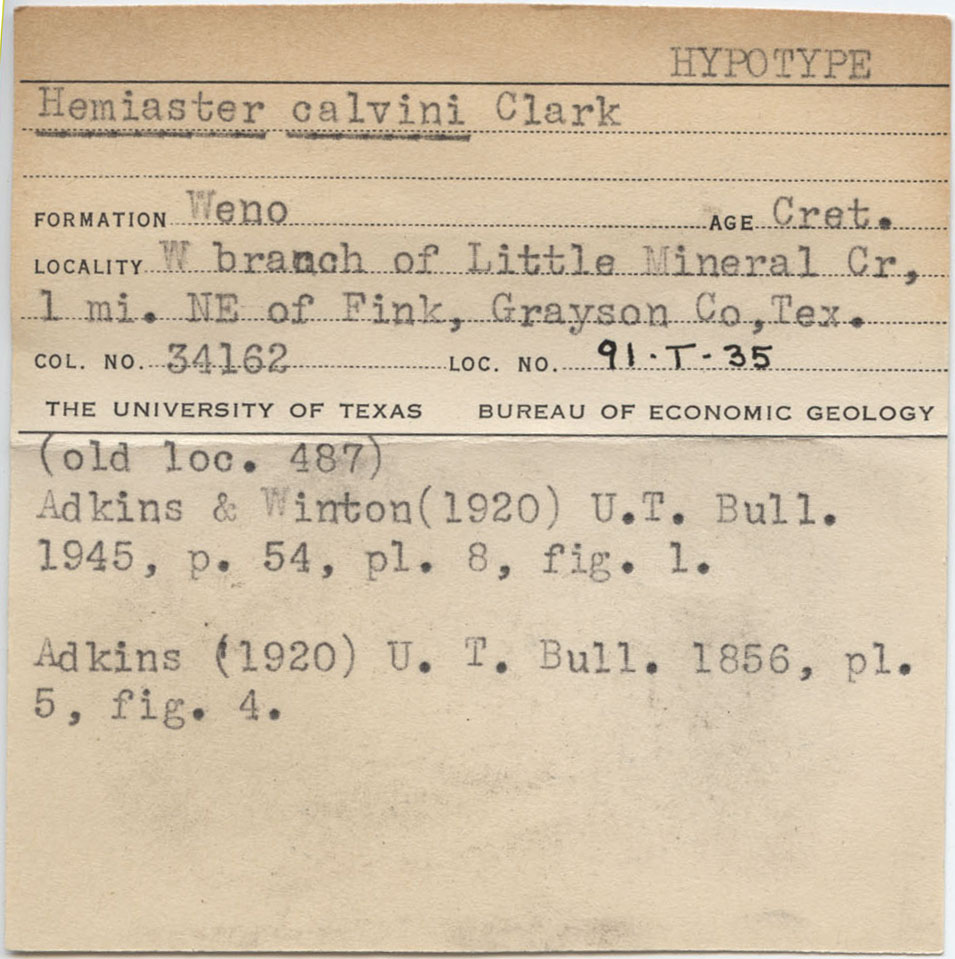 HYPOTYPE
Hemiaster calvini Clark
FORMATION Weno AGE Cret.
LOCALITY W branch of Little Mineral Cr,
1 mi. NE of Fink, Grayson Co,Tex.
COL. NO. 34162 LOC. NO. 91-T-35
THE UNIVERSITY OF TEXAS BUREAU OF ECONOMIC GEOLOGY
(old loc. 487)
Adkins & Winton(1920) U.T. Bull.
1945, p. 54, pl. 8, fig. 1.
Adkins (1920) U. T. Bull. 1856, pl.
5, fig. 4.